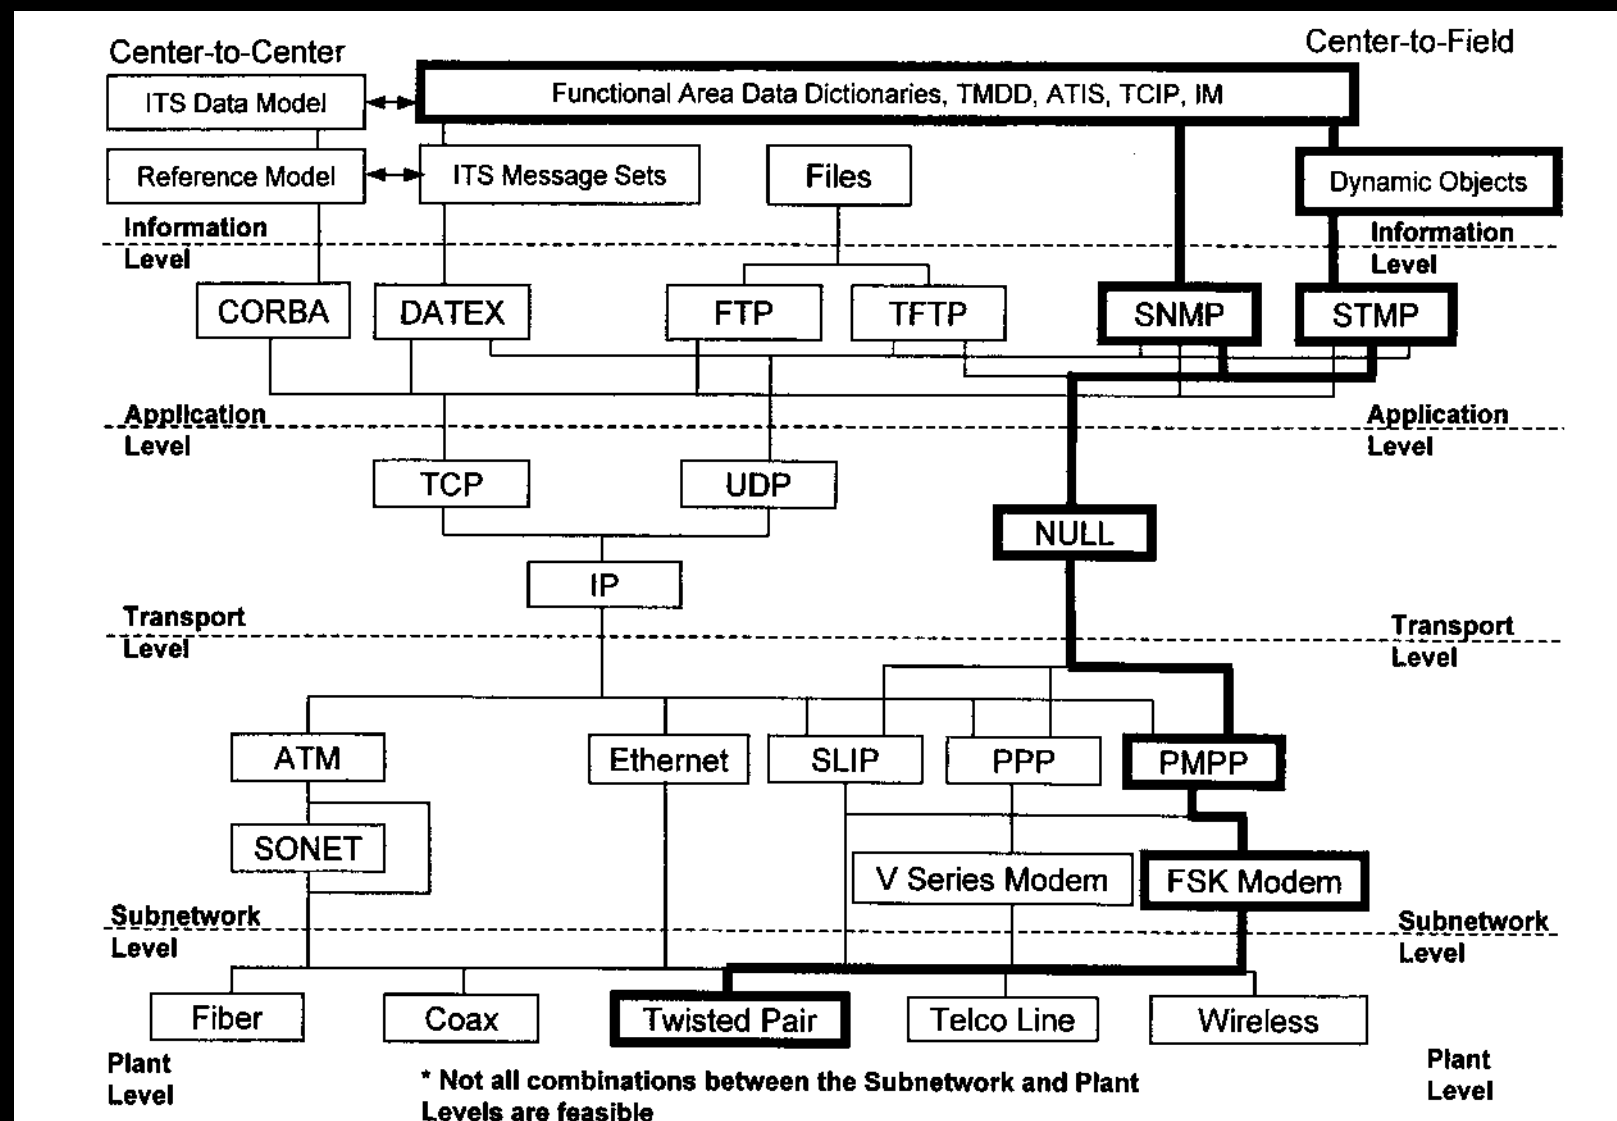 Center-to-Center
Center-to-Field
ITS Data Model
Functional Area Data Dictionaries, TMDD, ATIS, TCIP, IM
Reference Model
ITS Message Sets
Files
Dynamic Objects
Information
Level
Information
Level
CORBA
DATEX
FTP
TFTP
SNMP
STMP
Application
Level
Application
Level
TCP
UDP
NULL
IP
Transport
Level
Transport
Level
ATM
Ethernet
SLIP
PPP
PMPP
SONET
V Series Modem
FSK Modem
Subnetwork
Level
Subnetwork
Level
Fiber
Coax
Twisted Pair
Telco Line
Wireless
Plant
Level
Plant
Level
* Not all combinations between the Subnetwork and Plant
Levels are feasible